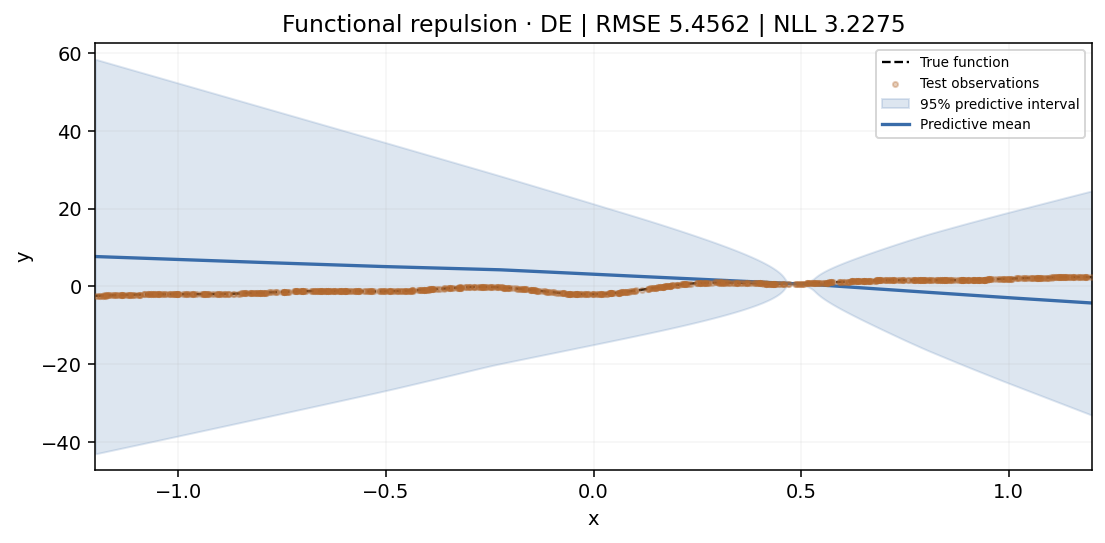 Functional repulsion · DE | RMSE 5.4562 | NLL 3.2275
60
40
20
0
−20
−40
y
True function
Test observations
95% predictive interval
Predictive mean
−1.0
−0.5
0.0
0.5
1.0
x